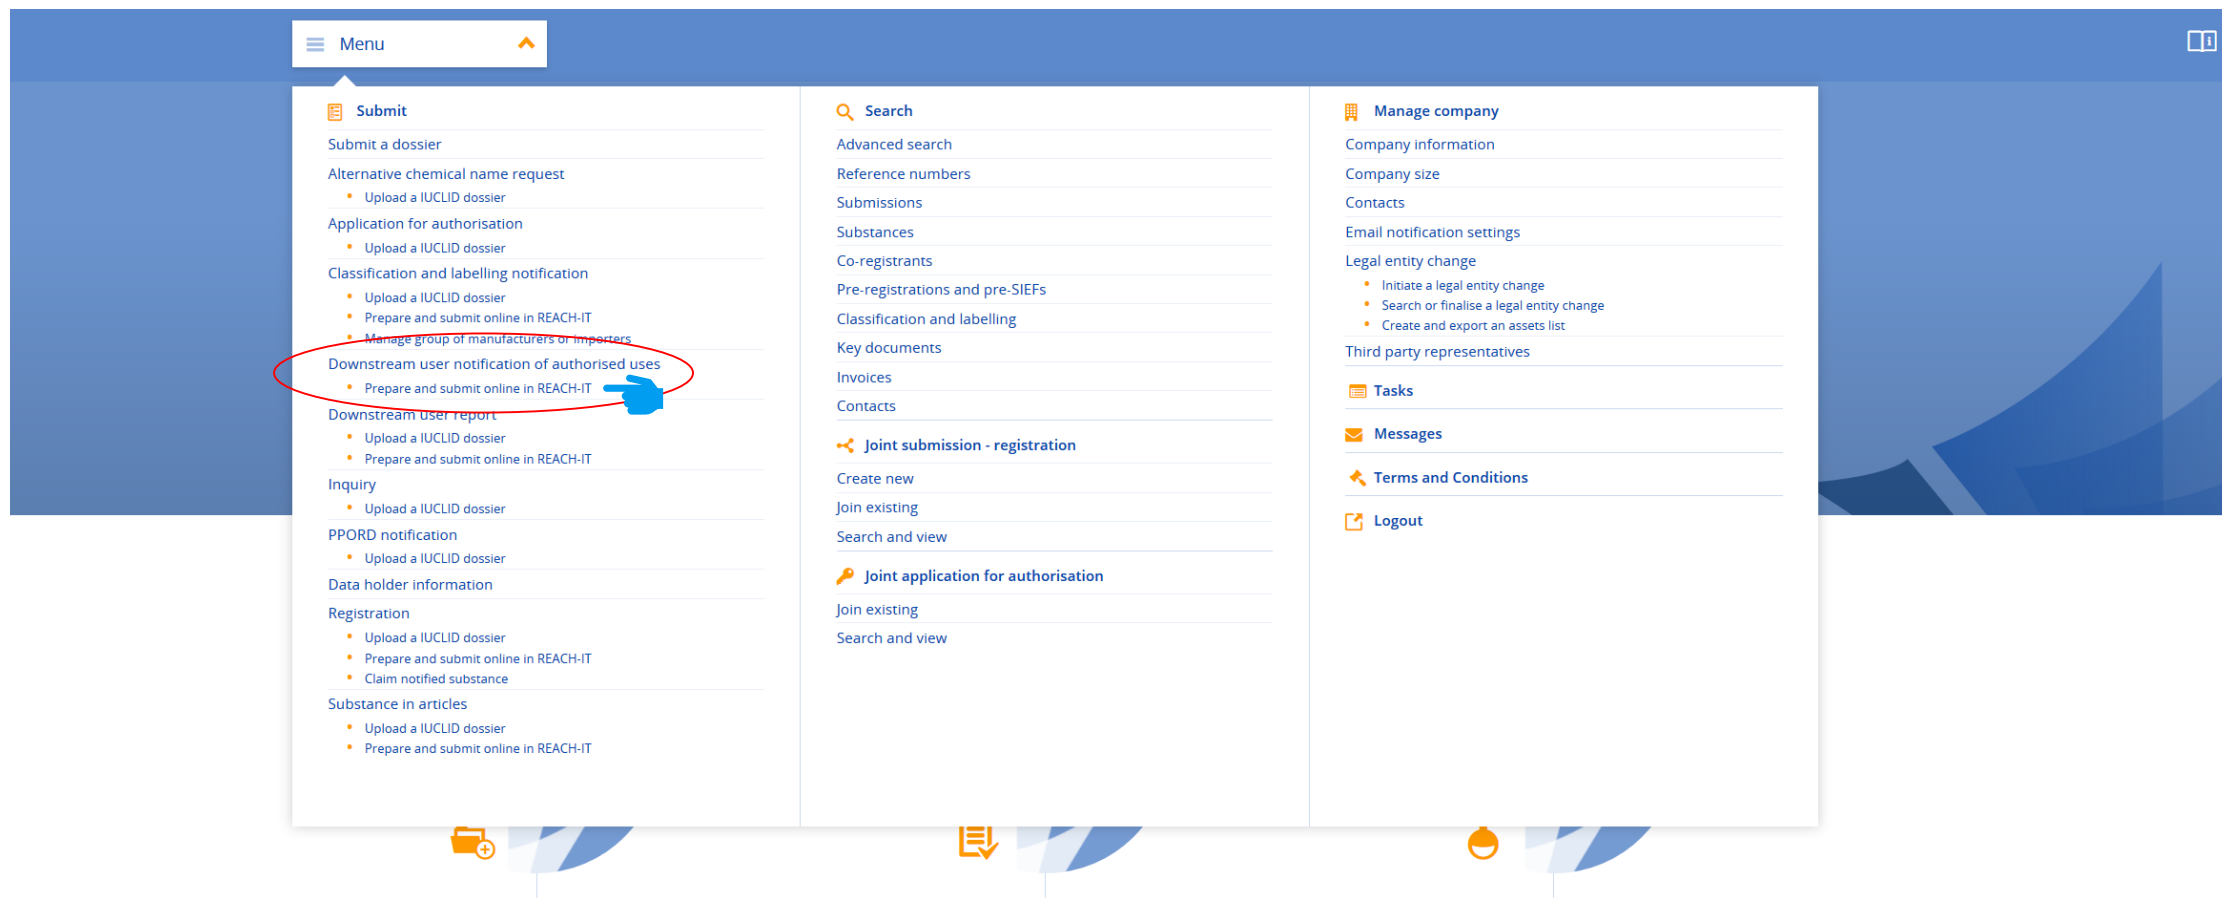 Menu
Submit
Submit a dossier
Alternative chemical name request
Upload a IUCLID dossier
Application for authorisation
Upload a IUCLID dossier
Classification and labelling notification
Upload a IUCLID dossier
Prepare and submit online in REACH-IT
Manage group of manufacturers or importers
Downstream user notification of authorised uses
Prepare and submit online in REACH-IT
Downstream user report
Upload a IUCLID dossier
Prepare and submit online in REACH-IT
Inquiry
Upload a IUCLID dossier
PPORD notification
Upload a IUCLID dossier
Data holder information
Registration
Upload a IUCLID dossier
Prepare and submit online in REACH-IT
Claim notified substance
Substance in articles
Upload a IUCLID dossier
Prepare and submit online in REACH-IT
Search
Advanced search
Reference numbers
Submissions
Substances
Co-registrants
Pre-registrations and pre-SIEFs
Classification and labelling
Key documents
Invoices
Contacts
Joint submission - registration
Create new
Join existing
Search and view
Joint application for authorisation
Join existing
Search and view
Manage company
Company information
Company size
Contacts
Email notification settings
Legal entity change
Initiate a legal entity change
Search or finalise a legal entity change
Create and export an assets list
Third party representatives
Tasks
Messages
Terms and Conditions
Logout